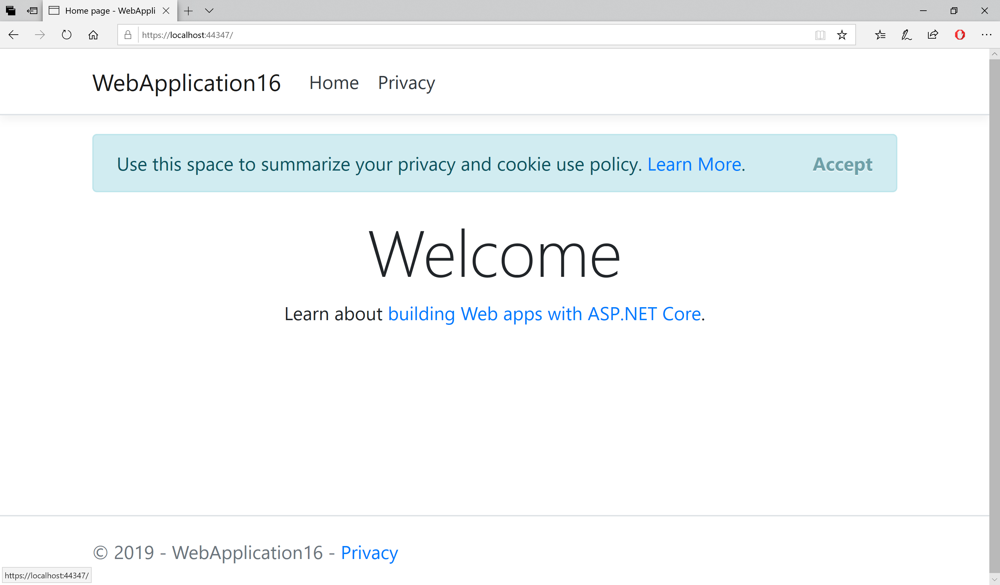 Home page - WebAppli
https://localhost:44347/
WebApplication16 Home Privacy
Use this space to summarize your privacy and cookie use policy. Learn More. Accept
Welcome
Learn about building Web apps with ASP.NET Core.
© 2019 - WebApplication16 - Privacy
https://localhost:44347/